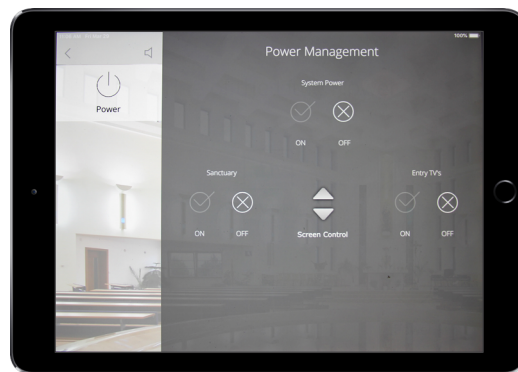 100%
Power Management
Power
System Power
ON OFF
Sanctuary
Entry TV's
ON OFF
Screen Control
ON OFF